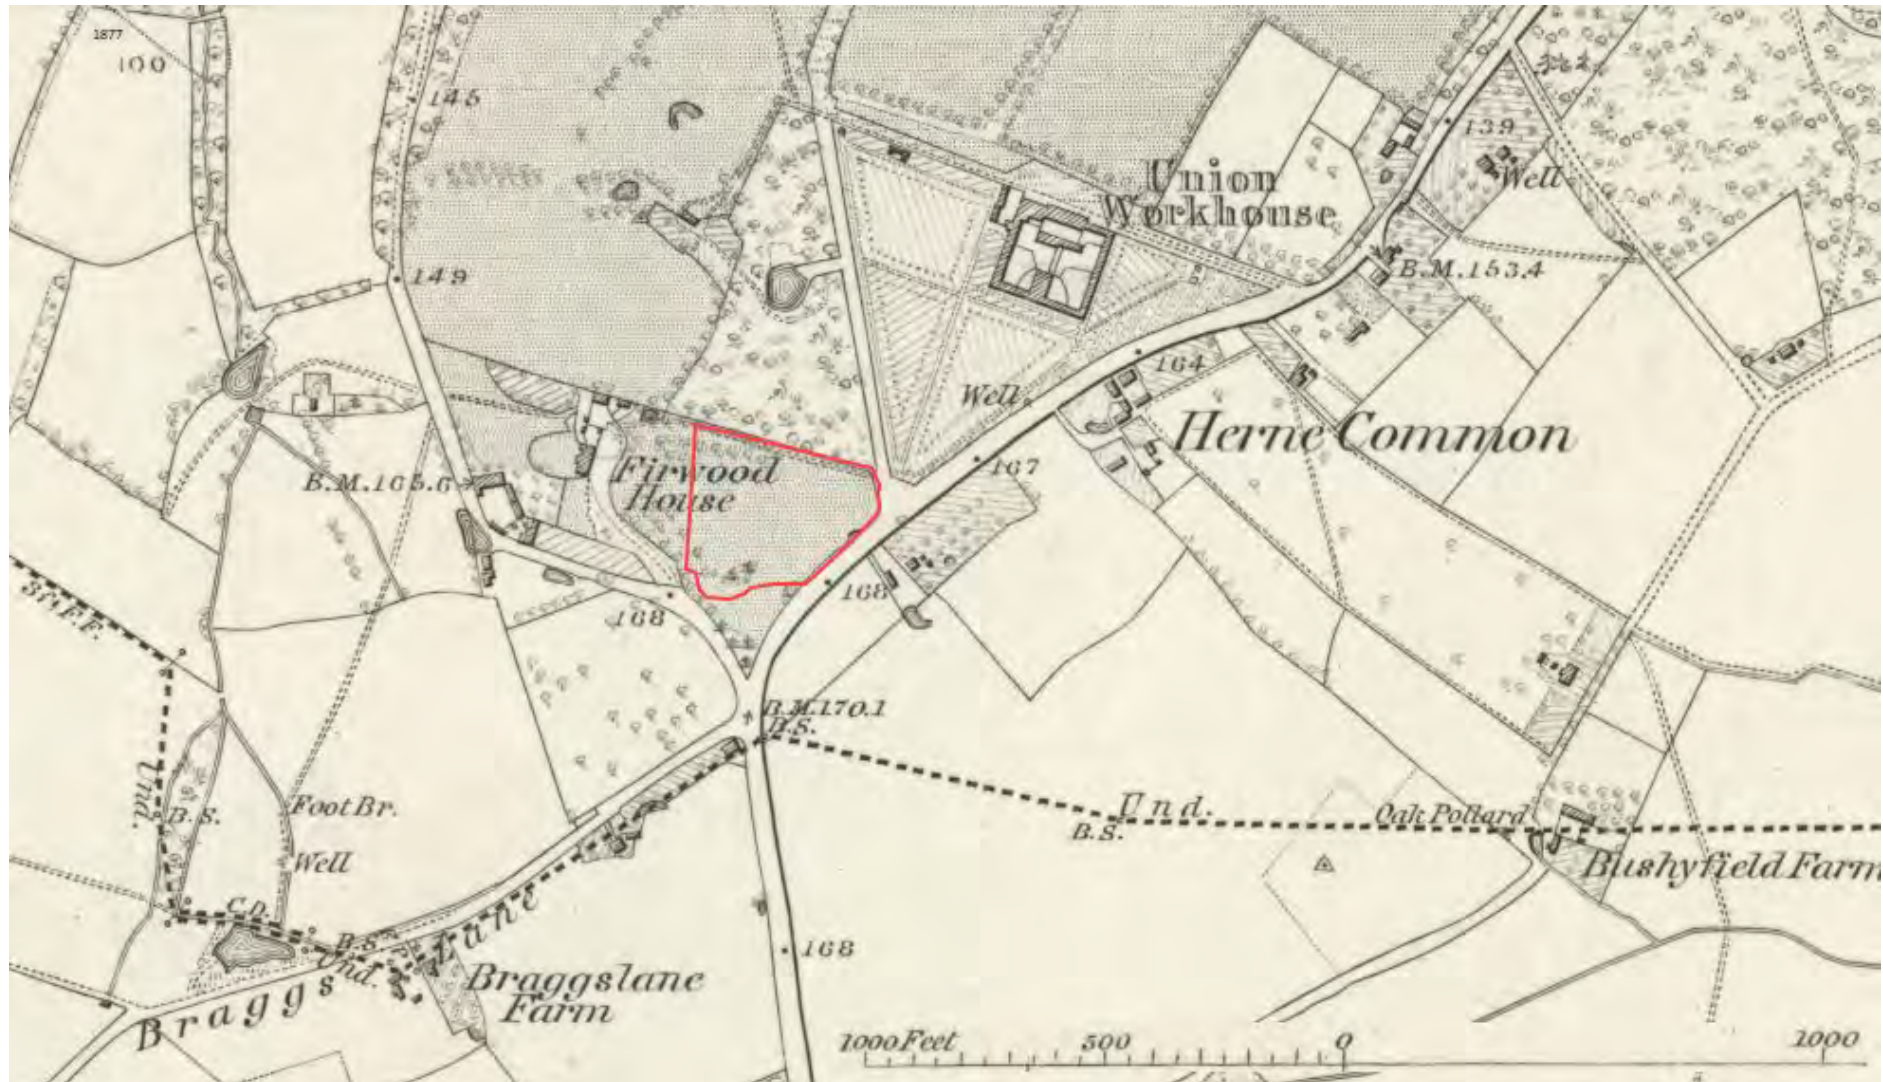 1877
100
145
139
Union
Workhouse
Well
B.M.153.4
149
164
Well
Herne Common
167
Firwood
House
B.M.165.6
168
168
3ft F.F.
B.M.170.1
B.S.
Und.
B.S.
Foot Br.
Und.
B.S.
Oak Pollard
Bushyfield Farm
Well
C.D.
B.S.
Und.
Braggs Lane
Braggslane
Farm
168
1000 Feet 500 0 1000